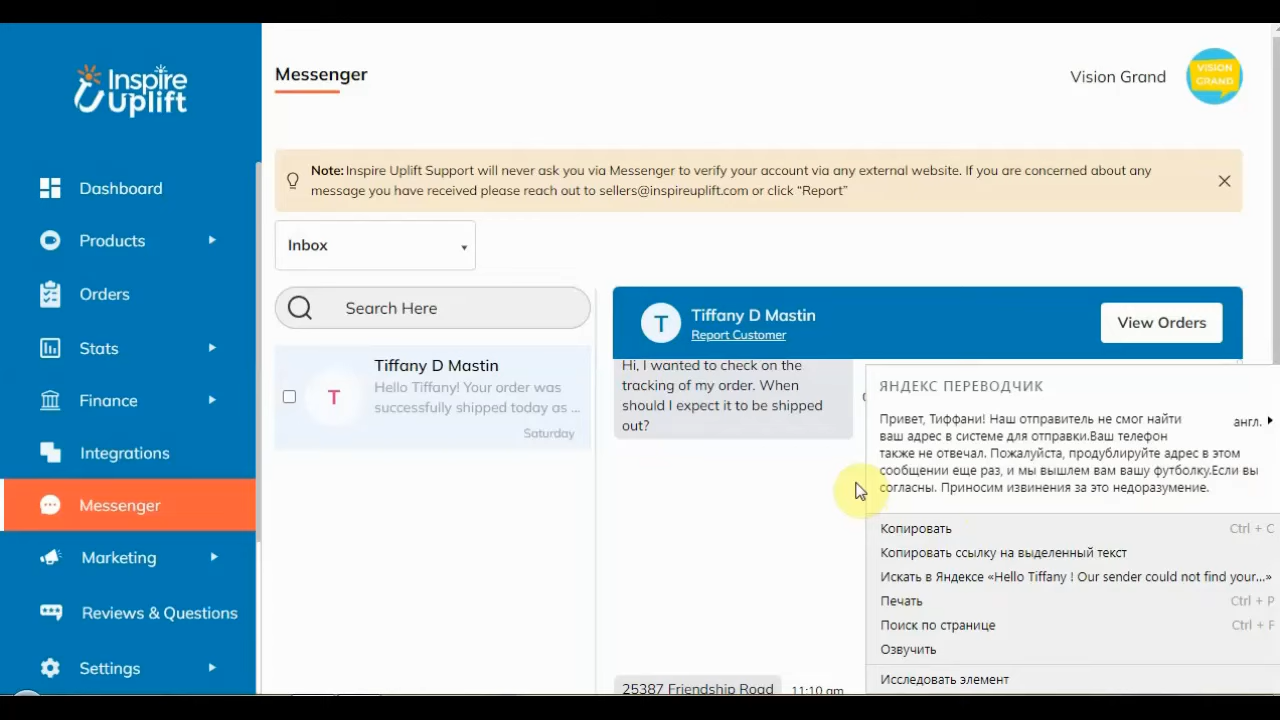 Inspire
Uplift
Dashboard
Products
Orders
Stats
Finance
Integrations
Messenger
Marketing
Reviews & Questions
Settings
Messenger
Vision Grand
VISION
GRAND
Note: Inspire Uplift Support will never ask you via Messenger to verify your account via any external website. If you are concerned about any
message you have received please reach out to sellers@inspireuplift.com or click “Report”
Inbox
Search Here
Tiffany D Mastin
Hello Tiffany! Your order was
successfully shipped today as ...
Saturday
T
T
Tiffany D Mastin
Report Customer
View Orders
Hi, I wanted to check on the
tracking of my order. When
should I expect it to be shipped
out?
25387 Friendship Road
11:10 am
ЯНДЕКС ПЕРЕВОДЧИК
Привет, Тиффани! Наш отправитель не смог найти
ваш адрес в системе для отправки.Ваш телефон
также не отвечал. Пожалуйста, продублируйте адрес в этом
сообщении еще раз, и мы вышлем вам вашу футболку.Если вы
согласны. Приносим извинения за это недоразумение.
англ.
Копировать Ctrl + C
Копировать ссылку на выделенный текст
Искать в Яндексе «Hello Tiffany ! Our sender could not find your...»
Печать Ctrl + P
Поиск по странице Ctrl + F
Озвучить
Исследовать элемент